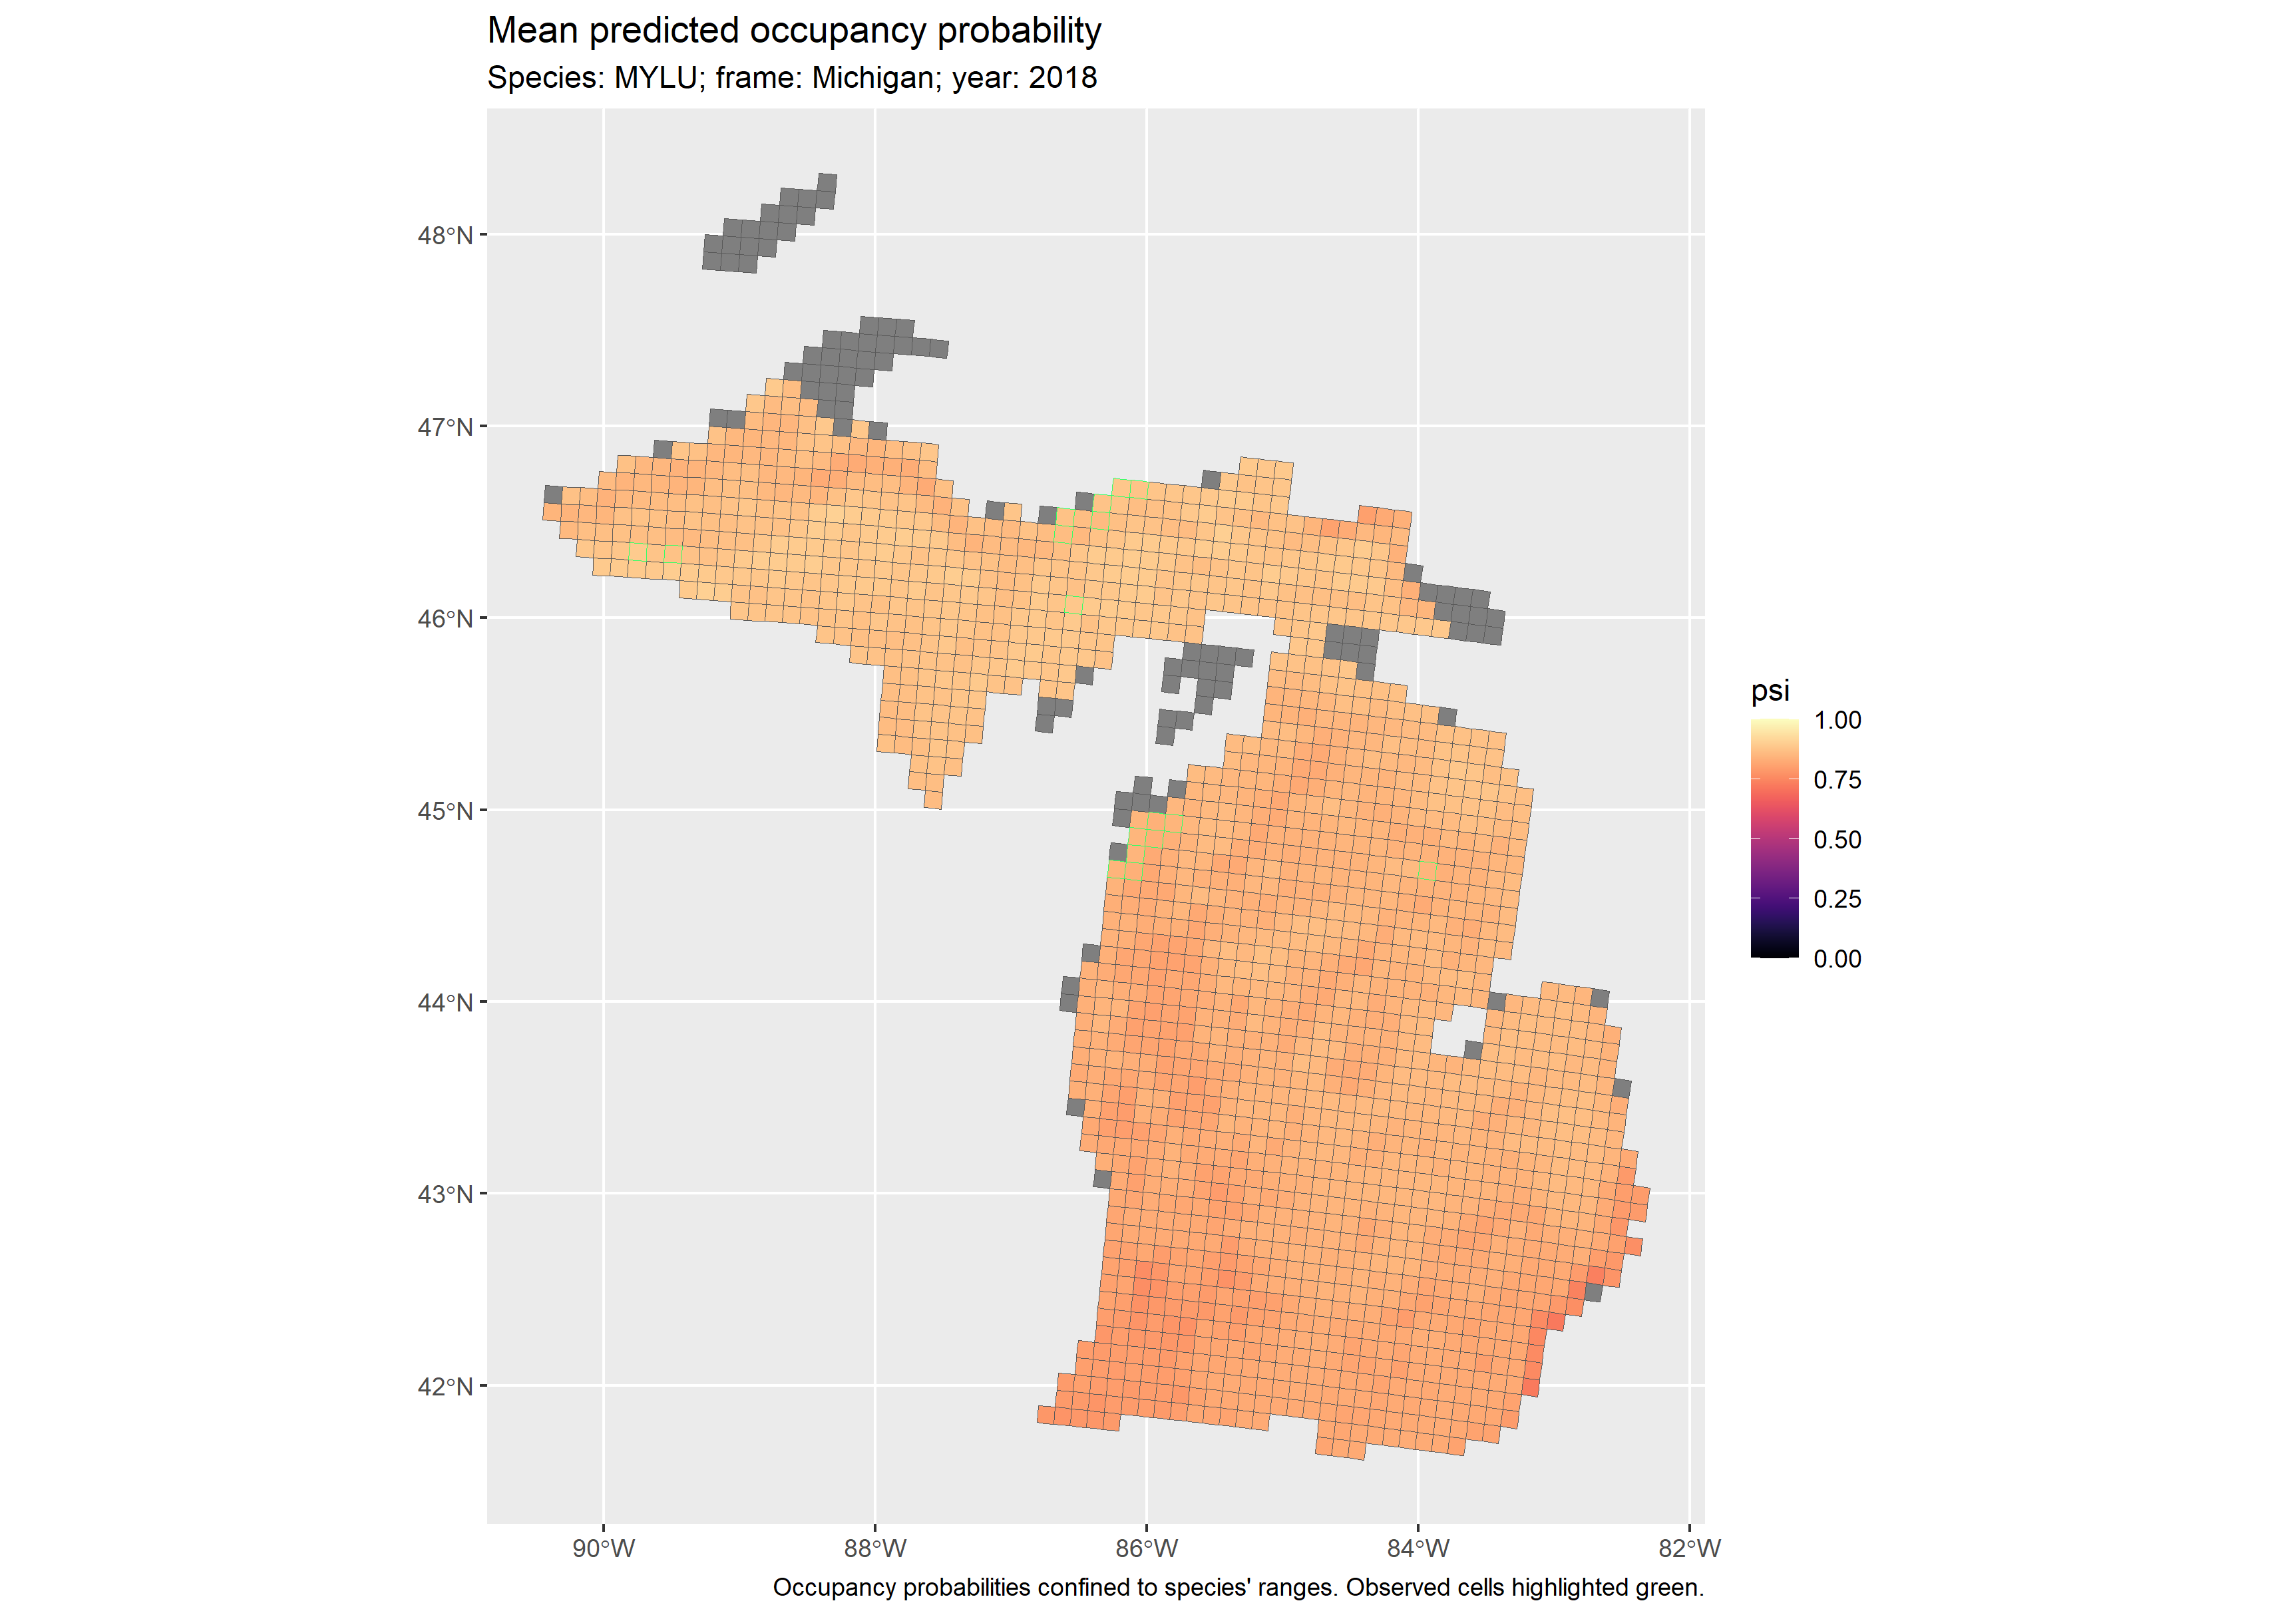 Mean predicted occupancy probability
Species: MYLU; frame: Michigan; year: 2018
48°N
47°N
46°N
45°N
44°N
43°N
42°N
90°W
88°W
86°W
84°W
82°W
psi
1.00
0.75
0.50
0.25
0.00
Occupancy probabilities confined to species' ranges. Observed cells highlighted green.